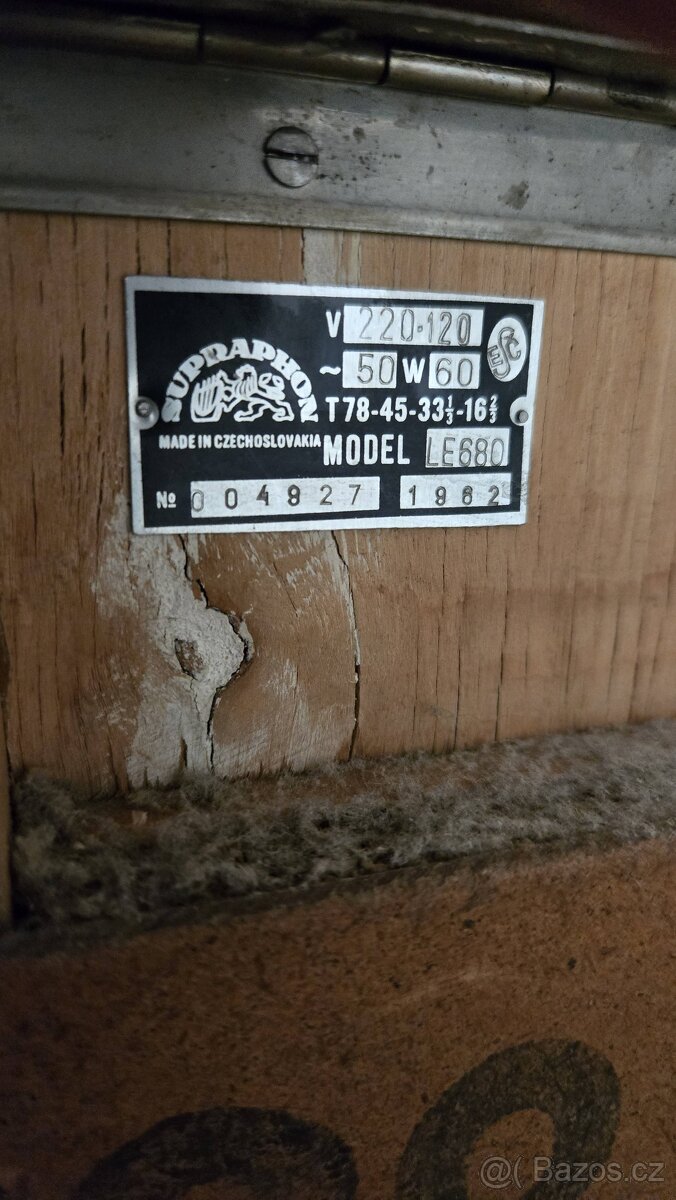 SUPRAPHON
MADE IN CZECHOSLOVAKIA
V 220·120
~ 50 W 60
ESC
T78-45-33⅓-16⅔
MODEL LE680
№ 004927 1962
@( Bazos.cz